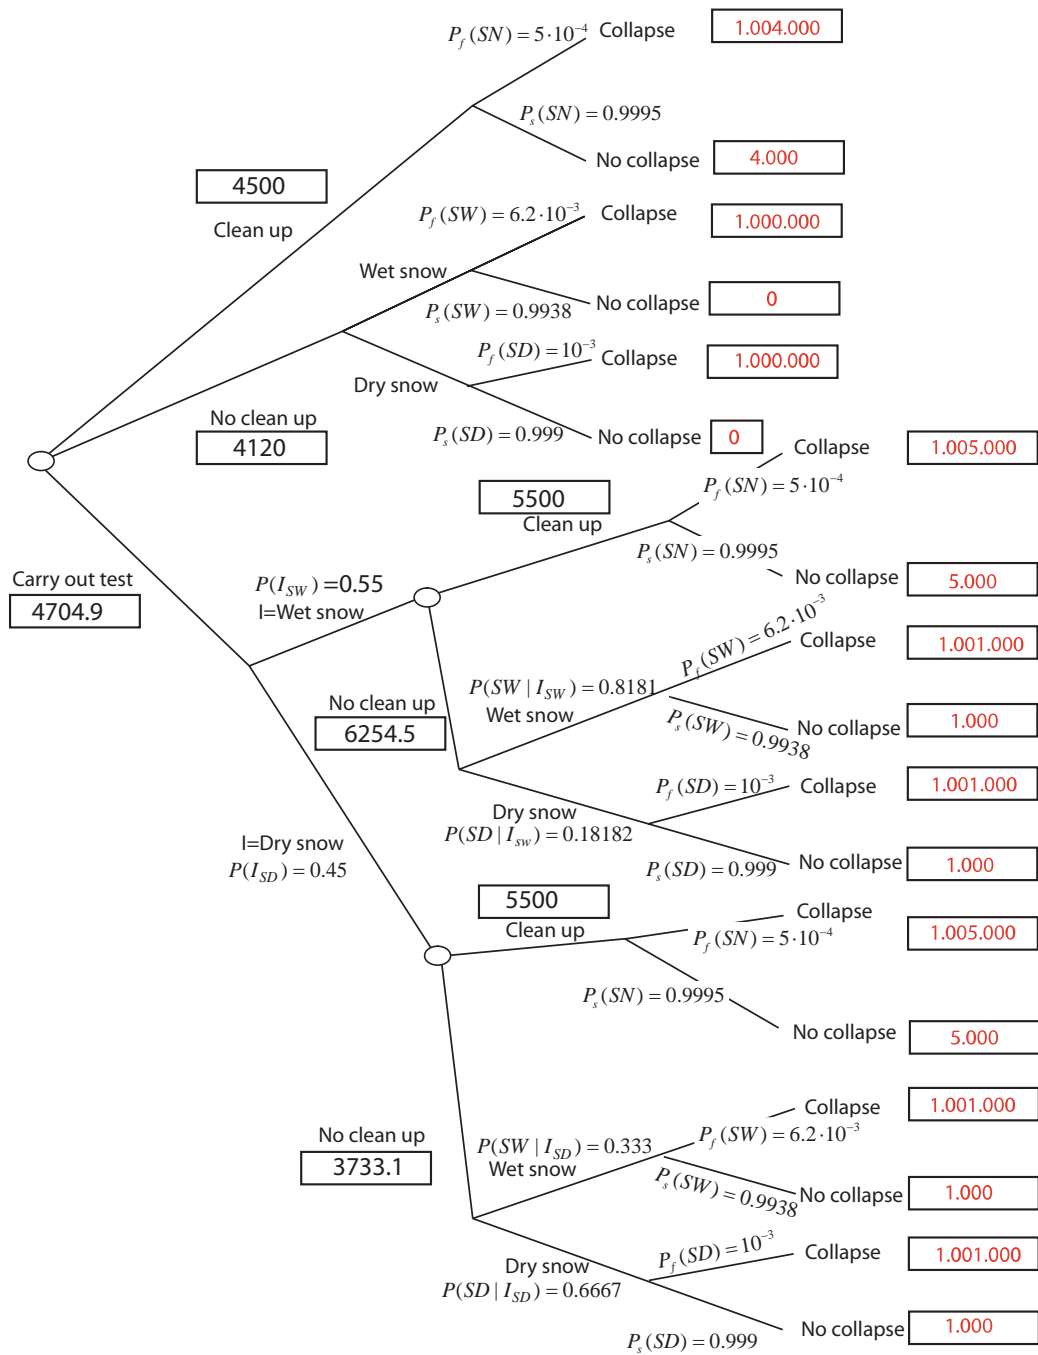 P_f(SN) = 5·10⁻⁴ Collapse 1.004.000
P_s(SN) = 0.9995
No collapse 4.000
4500
Clean up
P_f(SW) = 6.2·10⁻³ Collapse 1.000.000
Wet snow
P_s(SW) = 0.9938 No collapse 0
P_f(SD) = 10⁻³ Collapse 1.000.000
Dry snow
No clean up
4120
P_s(SD) = 0.999 No collapse 0
Collapse 1.005.000
P_f(SN) = 5·10⁻⁴
5500
Clean up
P_s(SN) = 0.9995
No collapse 5.000
Carry out test
4704.9
P(I_SW) =0.55
I=Wet snow
P_f(SW) = 6.2·10⁻³
Collapse 1.001.000
P(SW | I_SW) = 0.8181
Wet snow
No clean up
6254.5
P_s(SW) = 0.9938
No collapse 1.000
P_f(SD) = 10⁻³ Collapse 1.001.000
Dry snow
P(SD | I_sw) = 0.18182
P_s(SD) = 0.999 No collapse 1.000
I=Dry snow
P(I_SD) = 0.45
5500
Clean up
Collapse
1.005.000
P_f(SN) = 5·10⁻⁴
P_s(SN) = 0.9995
No collapse 5.000
Collapse 1.001.000
P_f(SW) = 6.2·10⁻³
No clean up
3733.1
P(SW | I_SD) = 0.333
Wet snow
P_s(SW) = 0.9938
No collapse 1.000
P_f(SD) = 10⁻³ Collapse 1.001.000
Dry snow
P(SD | I_SD) = 0.6667
P_s(SD) = 0.999 No collapse 1.000